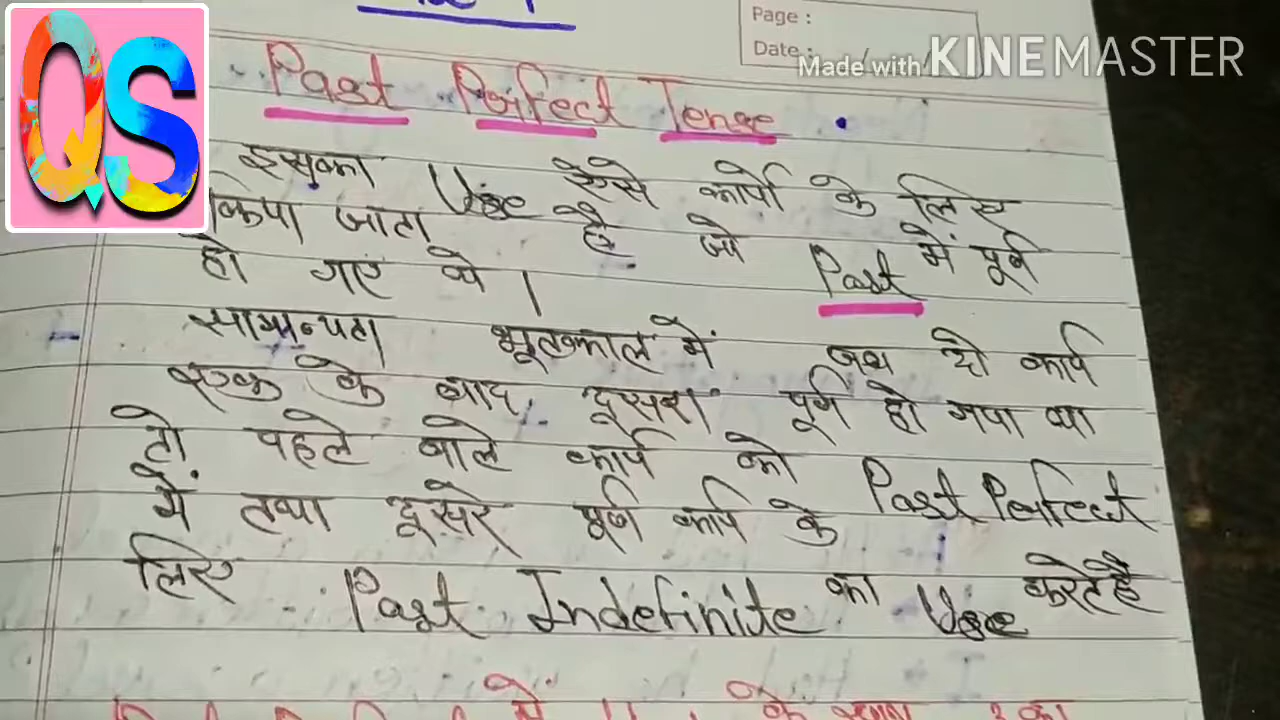 Page :
Date :
Made with KINEMASTER
QS
Past Perfect Tense .
इसका Use ऐसे कार्यो के लिए
किया जाता है जो Past में पूर्ण
हो गए थे ।
सामान्यता भूतकाल में जब दो कार्य
एक के बाद दूसरा पूर्ण हो गया था
तो पहले वाले कार्य को Past Perfect
में तथा दूसरे पूर्ण कार्य के
लिए Past Indefinite का Use करते है
में के